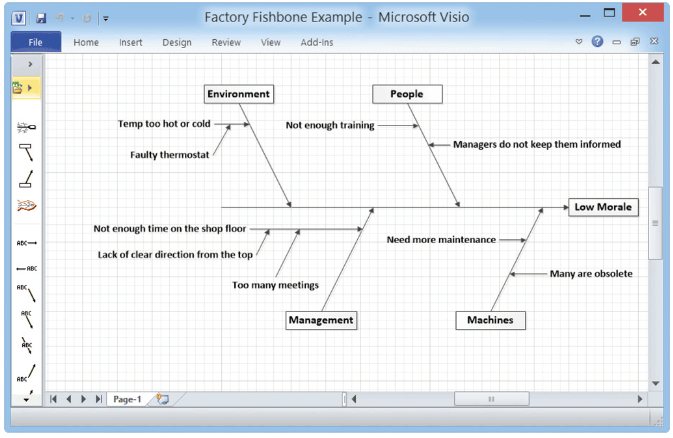 Factory Fishbone Example - Microsoft Visio
File Home Insert Design Review View Add-Ins
Environment
People
Temp too hot or cold
Not enough training
Faulty thermostat
Managers do not keep them informed
Low Morale
Not enough time on the shop floor
Need more maintenance
Lack of clear direction from the top
Many are obsolete
Too many meetings
Management
Machines
ABC
ABC
ABC
ABC
ABC
ABC
Page-1